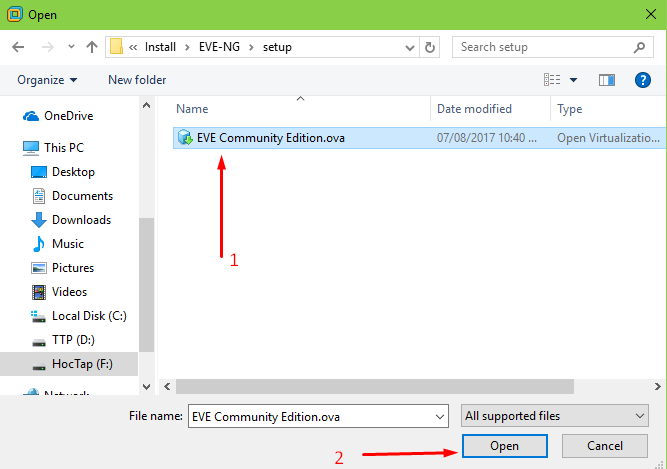 Open
« Install > EVE-NG > setup
Search setup
Organize
New folder
Name
Date modified
Type
EVE Community Edition.ova
07/08/2017 10:40 ...
Open Virtualizatio...
1
OneDrive
This PC
Desktop
Documents
Downloads
Music
Pictures
Videos
Local Disk (C:)
TTP (D:)
HocTap (F:)
Network
File name:
EVE Community Edition.ova
All supported files
2
Open
Cancel